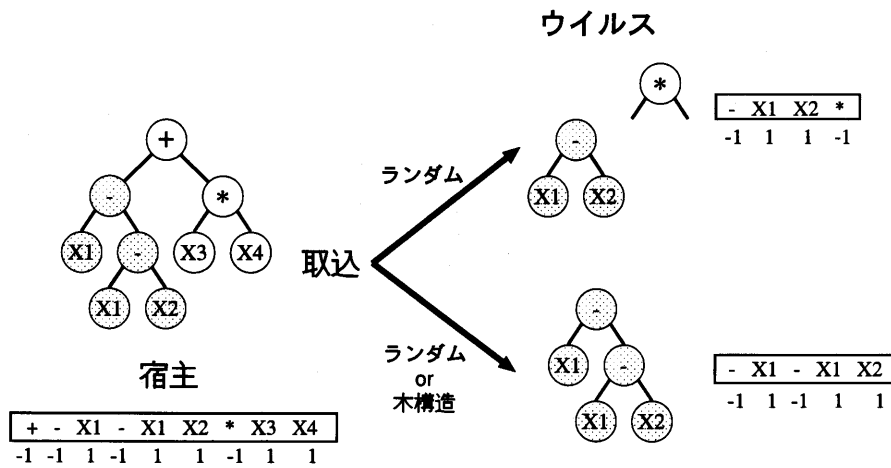 ウイルス
*
- X1 X2 *
-1 1 1 -1
-
X1 X2
ランダム
+
- *
X1 - X3 X4
X1 X2
取込
宿主
+ - X1 - X1 X2 * X3 X4
-1 -1 1 -1 1 1 -1 1 1
ランダム
or
木構造
-
X1 -
X1 X2
- X1 - X1 X2
-1 1 -1 1 1